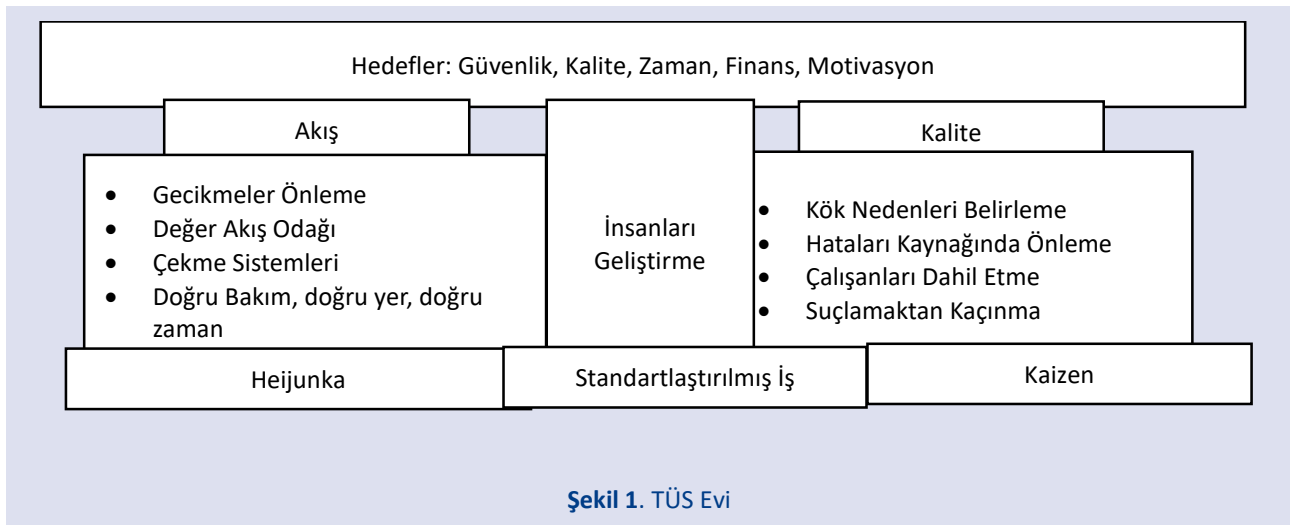 Hedefler: Güvenlik, Kalite, Zaman, Finans, Motivasyon
Akış
• Gecikmeler Önleme
• Değer Akış Odağı
• Çekme Sistemleri
• Doğru Bakım, doğru yer, doğru
zaman
İnsanları
Geliştirme
Kalite
• Kök Nedenleri Belirleme
• Hataları Kaynağında Önleme
• Çalışanları Dahil Etme
• Suçlamaktan Kaçınma
Heijunka
Standartlaştırılmış İş
Kaizen
Şekil 1. TÜS Evi